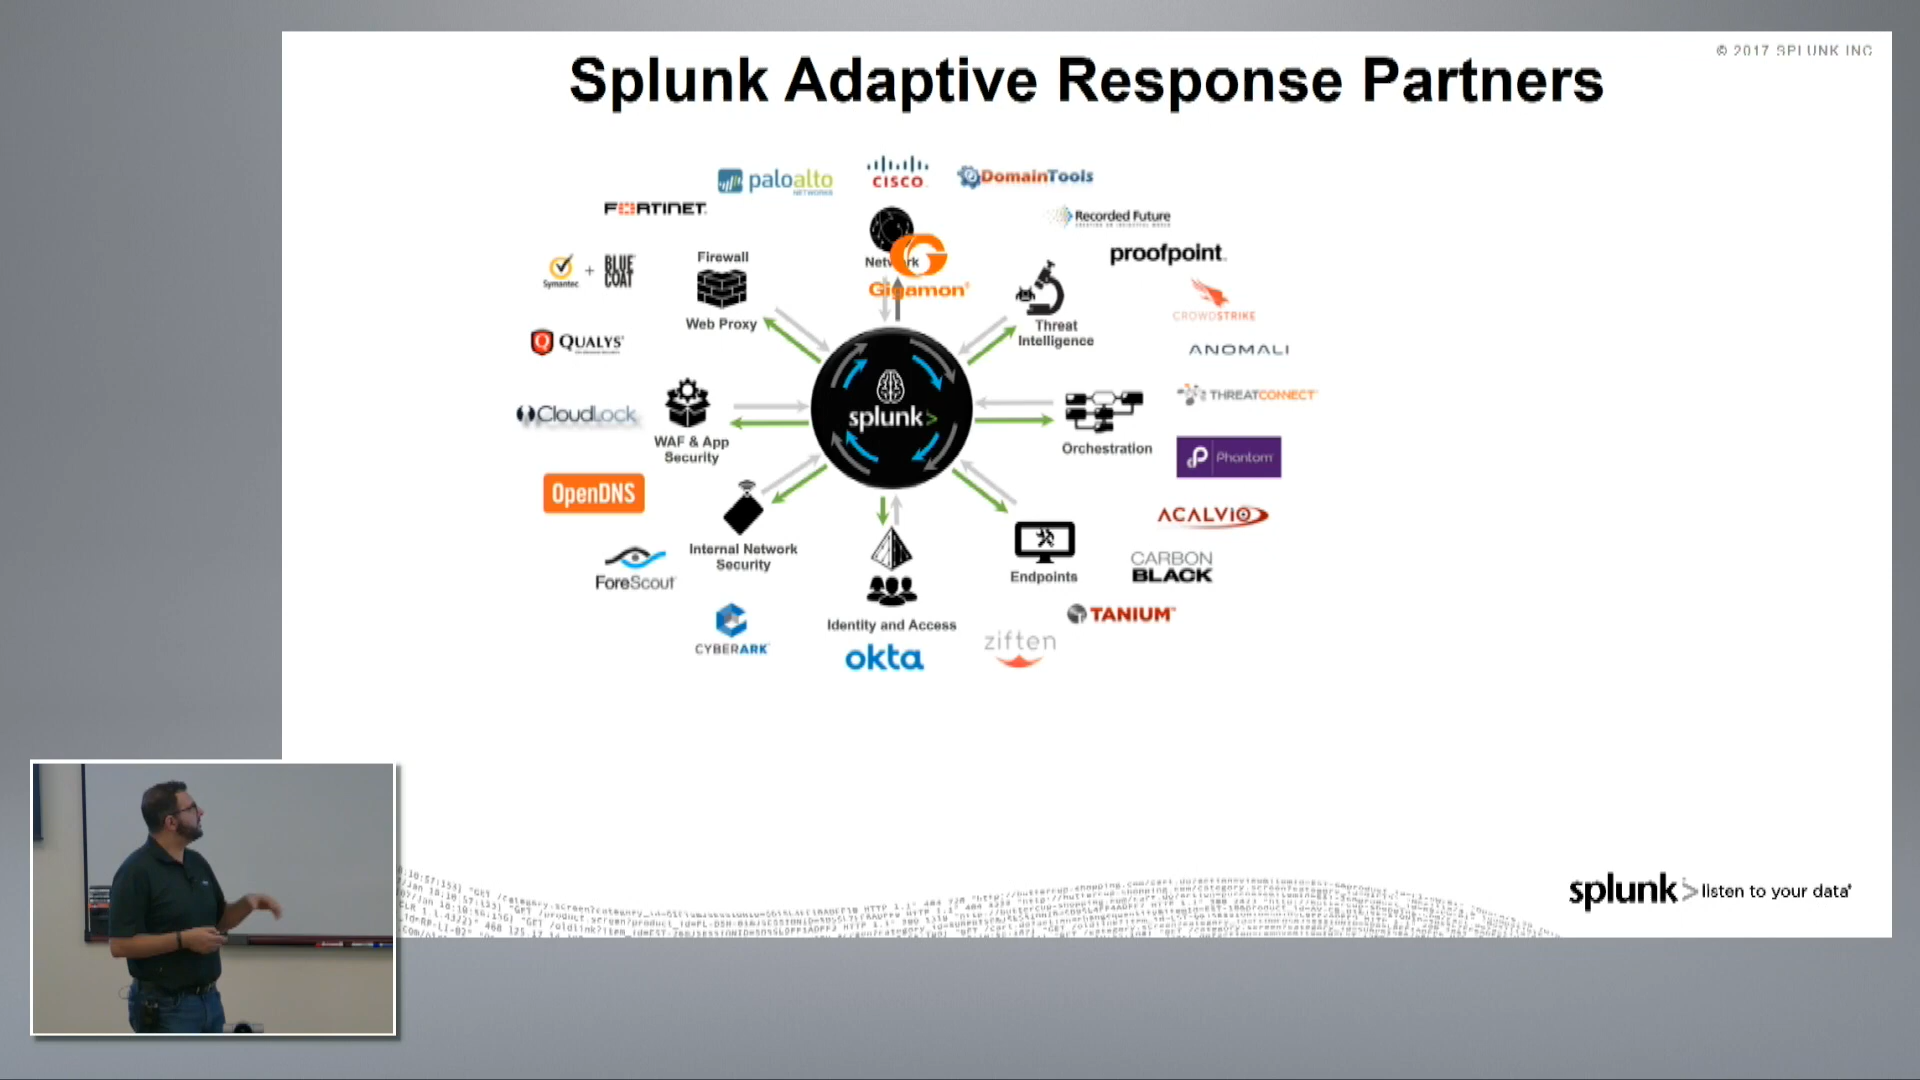 © 2017 SPLUNK INC
Splunk Adaptive Response Partners
paloalto
NETWORKS
CISCO
DomainTools
FORTINET
Recorded Future
proofpoint
Symantec
+
BLUE
COAT
Firewall
Web Proxy
Network
Gigamon
Threat
Intelligence
CROWDSTRIKE
QUALYS
ANOMALI
CloudLock
WAF & App
Security
splunk>
Orchestration
THREATCONNECT
Phantom
OpenDNS
Internal Network
Security
Endpoints
ACALVIO
ForeScout
CARBON
BLACK
CYBERARK
Identity and Access
okta
ziften
TANIUM
splunk> listen to your data